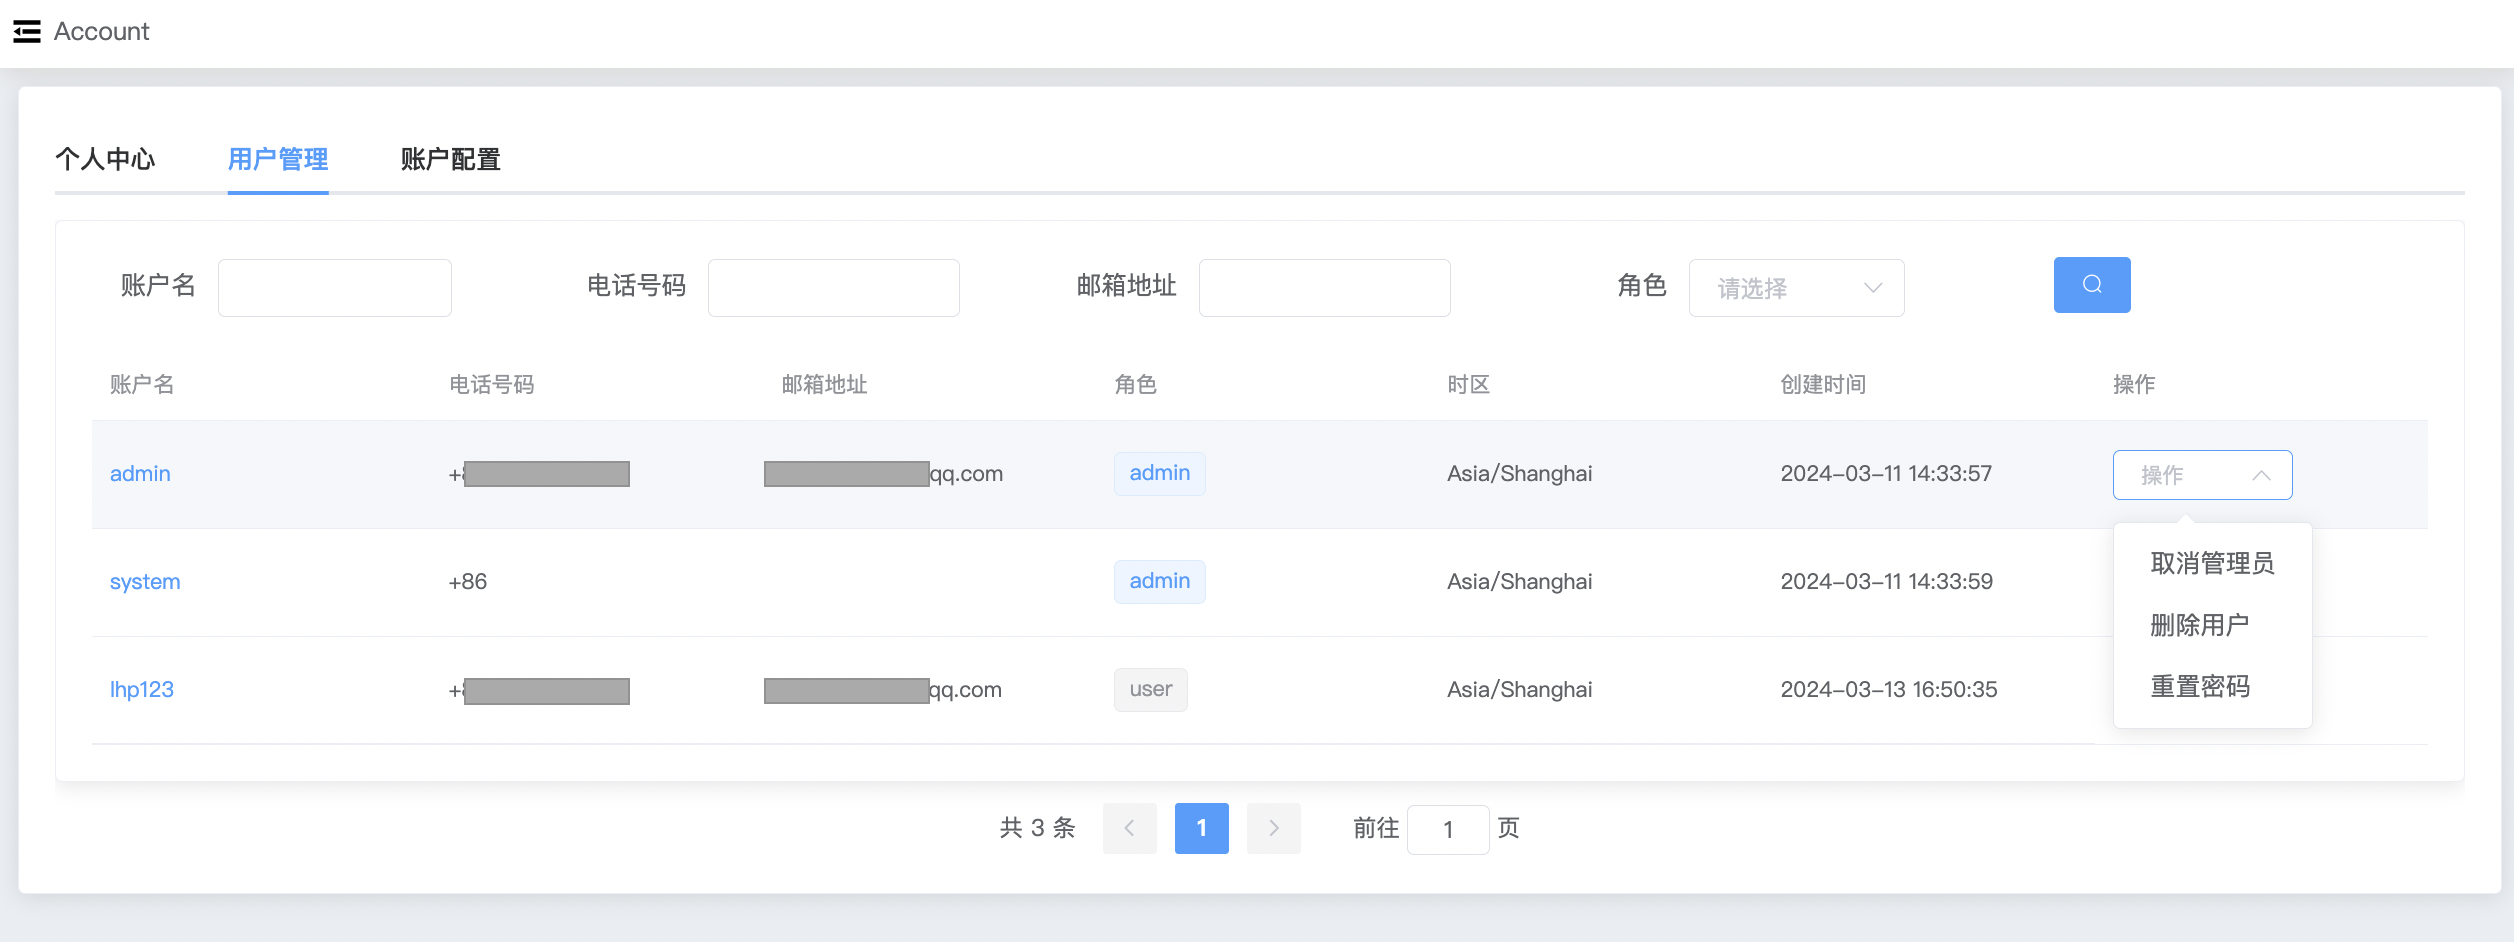 Account
个人中心 用户管理 账户配置
账户名 电话号码 邮箱地址 角色 请选择
账户名 电话号码 邮箱地址 角色 时区 创建时间 操作
admin + qq.com admin Asia/Shanghai 2024-03-11 14:33:57 操作
取消管理员
system +86 admin Asia/Shanghai 2024-03-11 14:33:59
删除用户
lhp123 + qq.com user Asia/Shanghai 2024-03-13 16:50:35
重置密码
共 3 条 1 前往 1 页